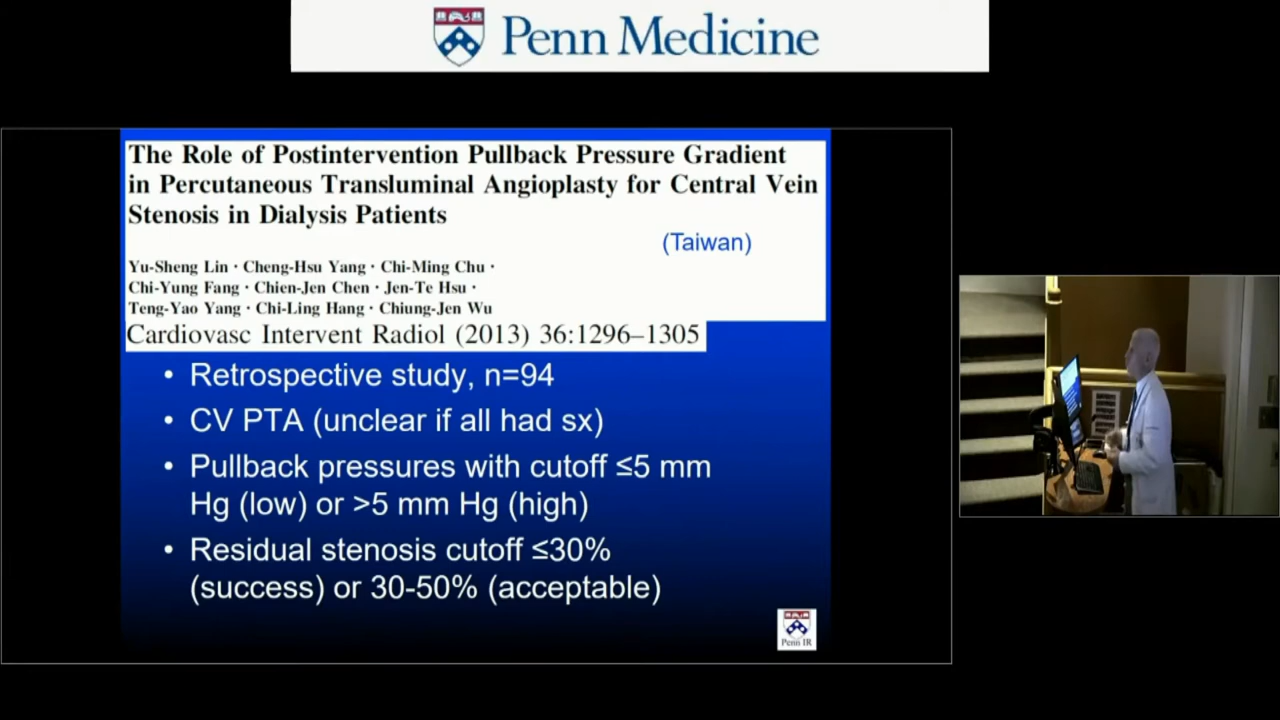 Penn Medicine
The Role of Postintervention Pullback Pressure Gradient
in Percutaneous Transluminal Angioplasty for Central Vein
Stenosis in Dialysis Patients
(Taiwan)
Yu-Sheng Lin · Cheng-Hsu Yang · Chi-Ming Chu ·
Chi-Yung Fang · Chien-Jen Chen · Jen-Te Hsu ·
Teng-Yao Yang · Chi-Ling Hang · Chiung-Jen Wu
Cardiovasc Intervent Radiol (2013) 36:1296–1305
• Retrospective study, n=94
• CV PTA (unclear if all had sx)
• Pullback pressures with cutoff ≤5 mm
Hg (low) or >5 mm Hg (high)
• Residual stenosis cutoff ≤30%
(success) or 30-50% (acceptable)
Penn IR